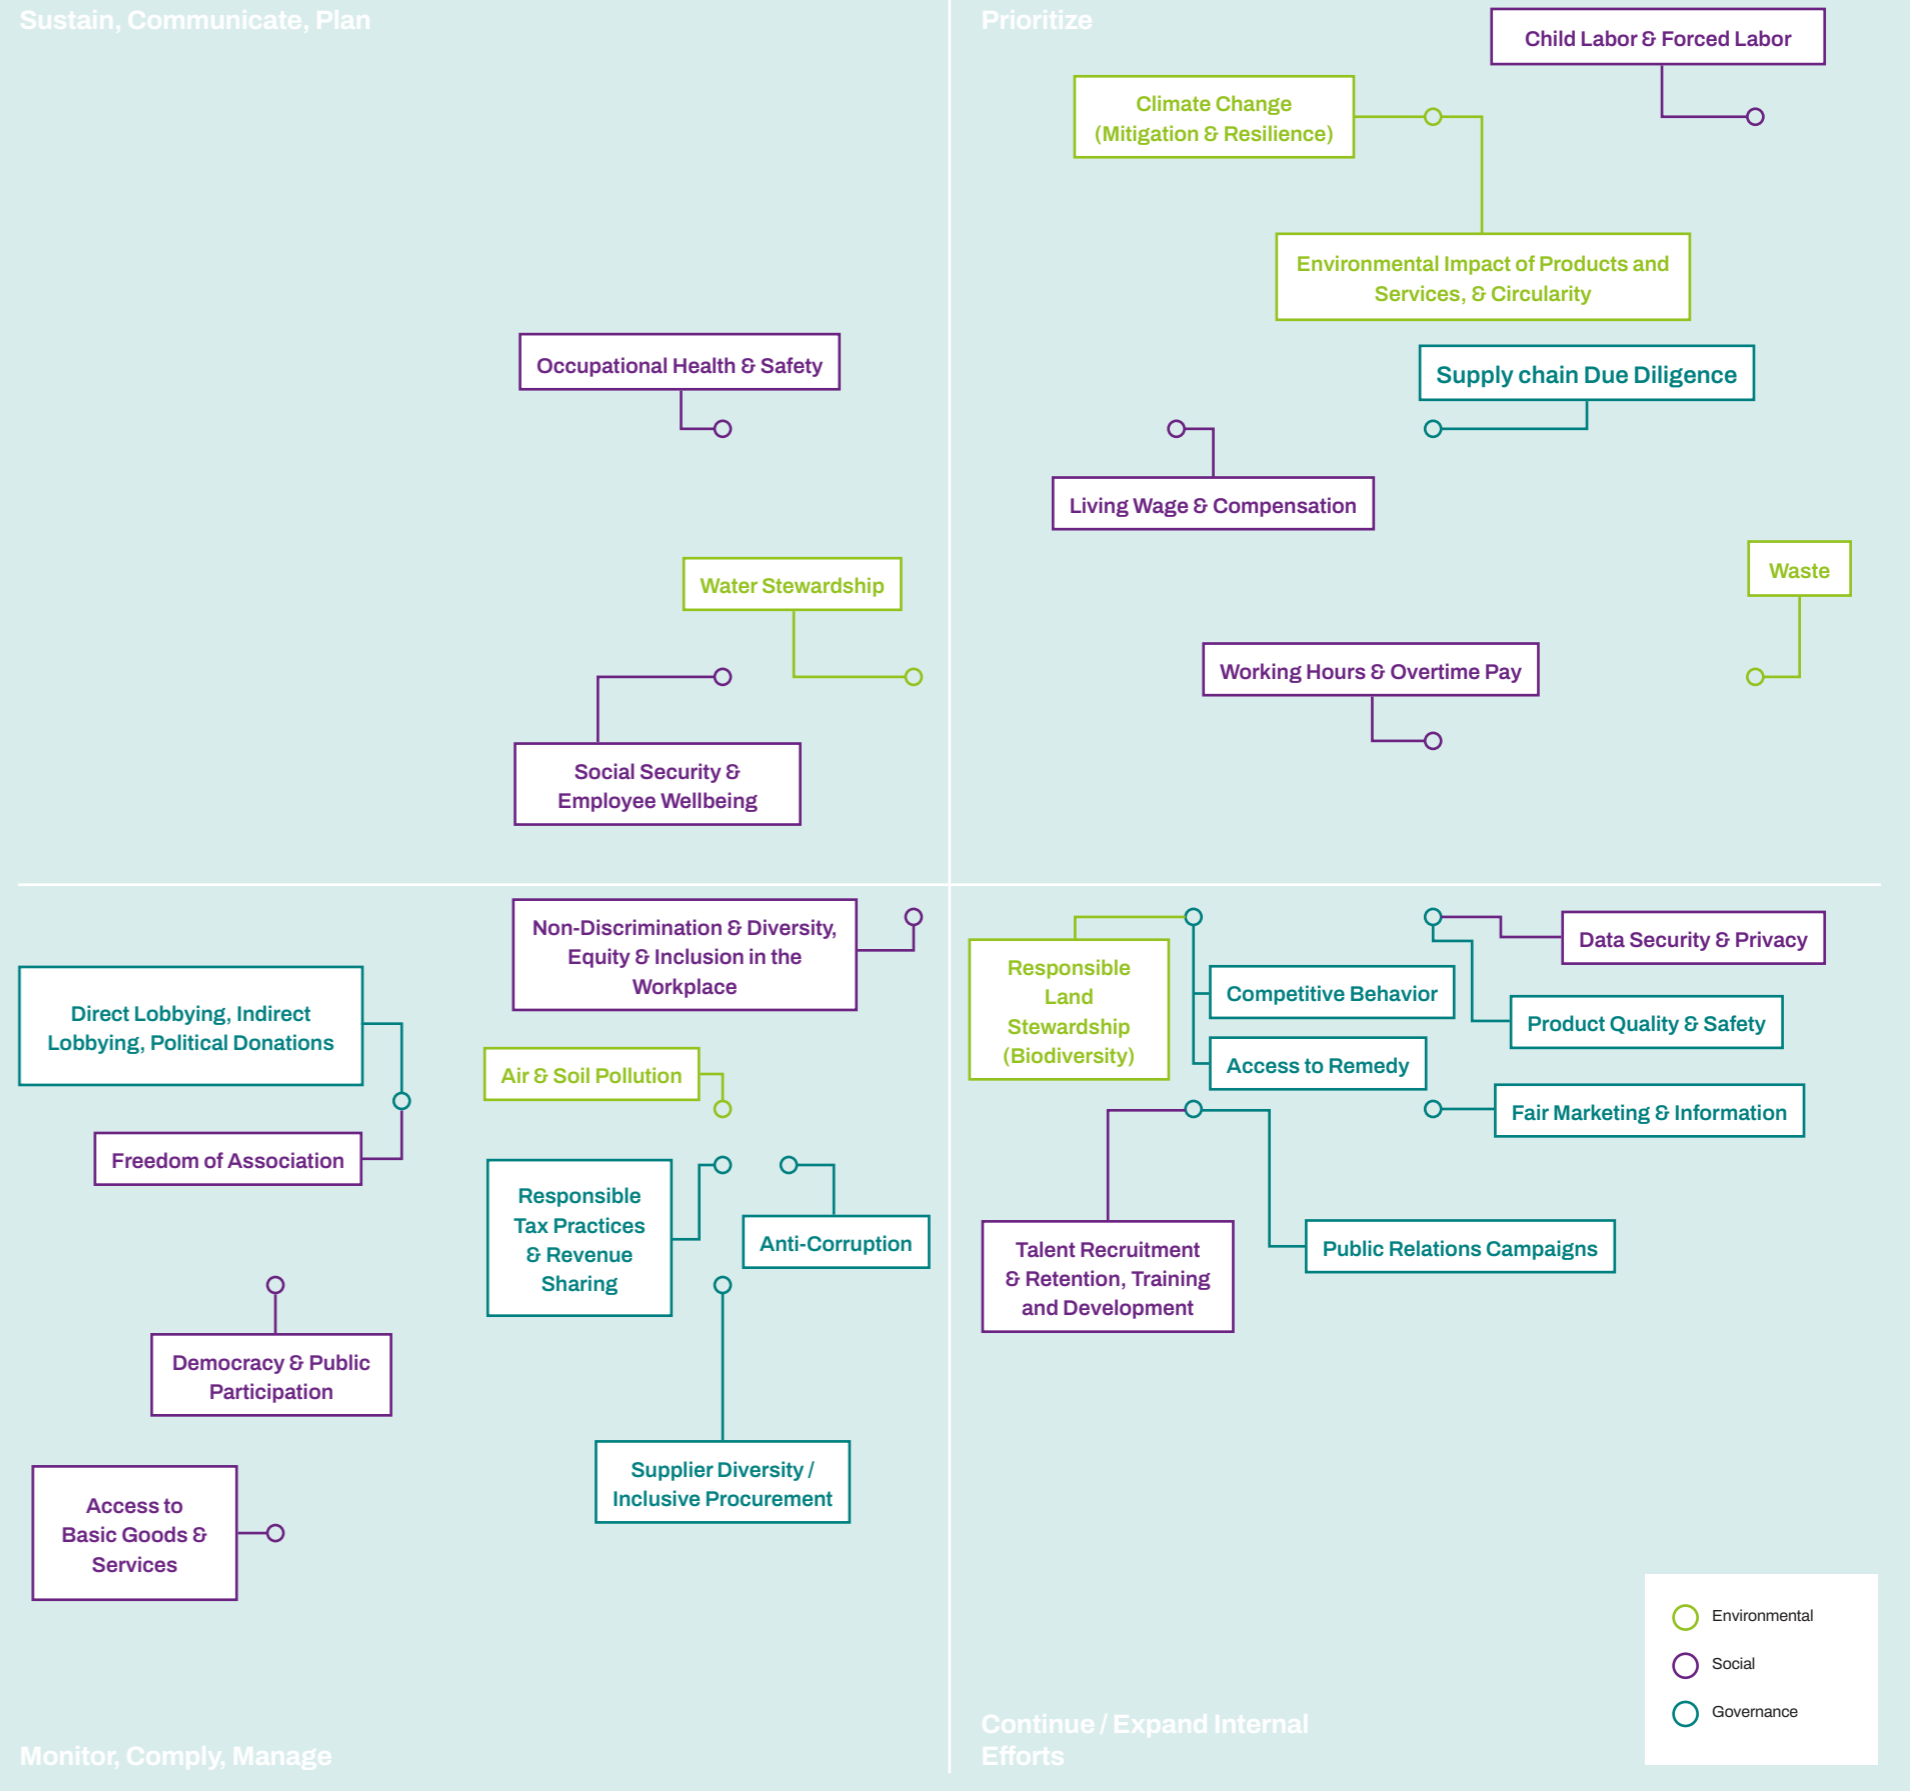 Sustain, Communicate, Plan
Prioritize
Child Labor & Forced Labor
Climate Change
(Mitigation & Resilience)
Environmental Impact of Products and
Services, & Circularity
Occupational Health & Safety
Supply chain Due Diligence
Living Wage & Compensation
Water Stewardship
Waste
Working Hours & Overtime Pay
Social Security &
Employee Wellbeing
Non-Discrimination & Diversity,
Equity & Inclusion in the
Workplace
Direct Lobbying, Indirect
Lobbying, Political Donations
Air & Soil Pollution
Freedom of Association
Responsible
Tax Practices
& Revenue
Sharing
Anti-Corruption
Democracy & Public
Participation
Supplier Diversity /
Inclusive Procurement
Access to
Basic Goods &
Services
Monitor, Comply, Manage
Responsible
Land
Stewardship
(Biodiversity)
Competitive Behavior
Access to Remedy
Data Security & Privacy
Product Quality & Safety
Fair Marketing & Information
Talent Recruitment
& Retention, Training
and Development
Public Relations Campaigns
Continue / Expand Internal
Efforts
Environmental
Social
Governance